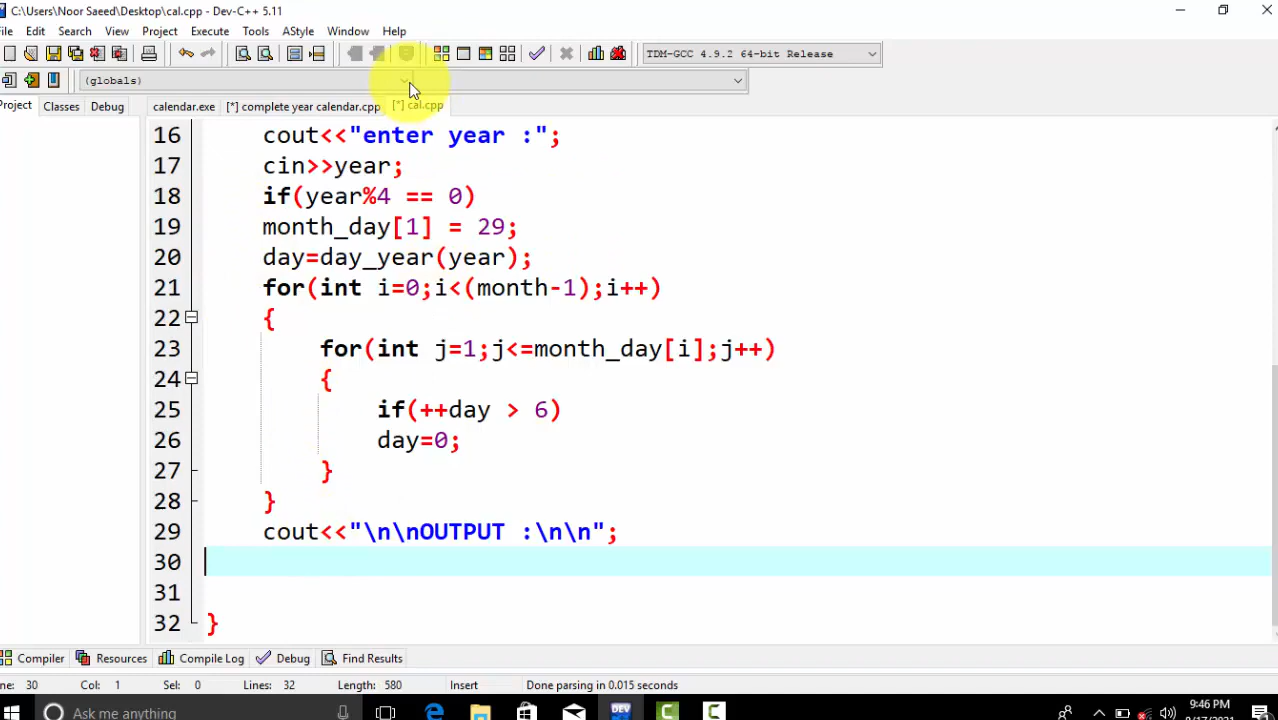 C:\Users\Noor Saeed\Desktop\cal.cpp - Dev-C++ 5.11
File Edit Search View Project Execute Tools AStyle Window Help
TDM-GCC 4.9.2 64-bit Release
(globals)
Project Classes Debug calendar.exe [*] complete year calendar.cpp [*] cal.cpp
16 cout<<"enter year :";
17 cin>>year;
18 if(year%4 == 0)
19 month_day[1] = 29;
20 day=day_year(year);
21 for(int i=0;i<(month-1);i++)
22 {
23 for(int j=1;j<=month_day[i];j++)
24 {
25 if(++day > 6)
26 day=0;
27 }
28 }
29 cout<<"\n\nOUTPUT :\n\n";
30
31
32 }
Compiler Resources Compile Log Debug Find Results
ne: 30 Col: 1 Sel: 0 Lines: 32 Length: 580 Insert Done parsing in 0.015 seconds
Ask me anything DEV 9:46 PM